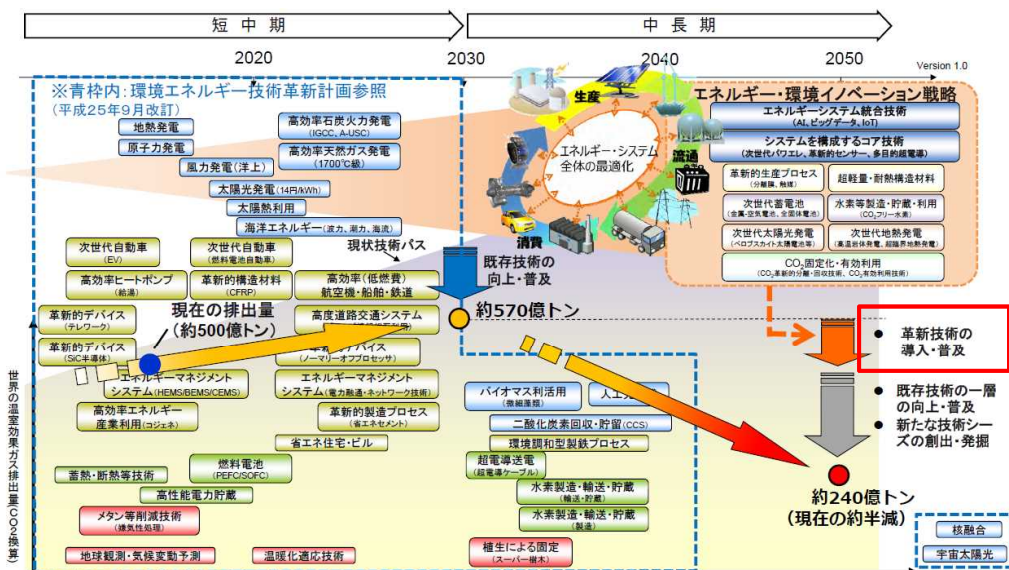 短中期
中長期
2020
2030
2040
2050
Version 1.0
※青枠内:環境エネルギー技術革新計画参照
(平成25年9月改訂)
地熱発電
原子力発電
風力発電(洋上)
太陽光発電(14円/kWh)
太陽熱利用
海洋エネルギー(波力、潮力、海流)
高効率石炭火力発電
(IGCC、A-USC)
高効率天然ガス発電
(1700℃級)
現状技術パス
生産
流通
消費
エネルギー・システム
全体の最適化
エネルギー・環境イノベーション戦略
エネルギーシステム統合技術
(AI、ビッグデータ、IoT)
システムを構成するコア技術
(次世代パワエレ、革新的センサー、多目的超電導)
革新的生産プロセス
(分離膜、触媒)
超軽量・耐熱構造材料
次世代蓄電池
(金属-空気電池、全固体電池)
水素等製造・貯蔵・利用
(CO₂フリー水素)
次世代太陽光発電
(ペロブスカイト太陽電池等)
次世代地熱発電
(高温岩体発電、超臨界地熱発電)
CO₂固定化・有効利用
(CO₂革新的分離・回収技術、CO₂有効利用技術)
次世代自動車
(EV)
次世代自動車
(燃料電池自動車)
高効率ヒートポンプ
(給湯)
革新的構造材料
(CFRP)
高効率(低燃費)
航空機・船舶・鉄道
既存技術の
向上・普及
革新的デバイス
(テレワーク)
現在の排出量
(約500億トン)
高度道路交通システム
約570億トン
革新的デバイス
(SiC半導体)
デバイス
(ノーマリーオフプロセッサ)
エネルギーマネジメント
システム(HEMS/BEMS/CEMS)
エネルギーマネジメント
システム(電力融通・ネットワーク技術)
高効率エネルギー
産業利用(コジェネ)
革新的製造プロセス
(省エネセメント)
省エネ住宅・ビル
蓄熱・断熱等技術
燃料電池
(PEFC/SOFC)
高性能電力貯蔵
メタン等削減技術
(嫌気性処理)
地球観測・気候変動予測
温暖化適応技術
バイオマス利活用
(微細藻類)
人工
二酸化炭素回収・貯留(CCS)
環境調和型製鉄プロセス
超電導送電
(超電導ケーブル)
水素製造・輸送・貯蔵
(輸送・貯蔵)
水素製造・輸送・貯蔵
(製造)
植生による固定
(スーパー樹木)
● 革新技術の
導入・普及
● 既存技術の一層
の向上・普及
● 新たな技術シー
ズの創出・発掘
約240億トン
(現在の約半減)
核融合
宇宙太陽光
世界の温室効果ガス排出量(CO2換算)